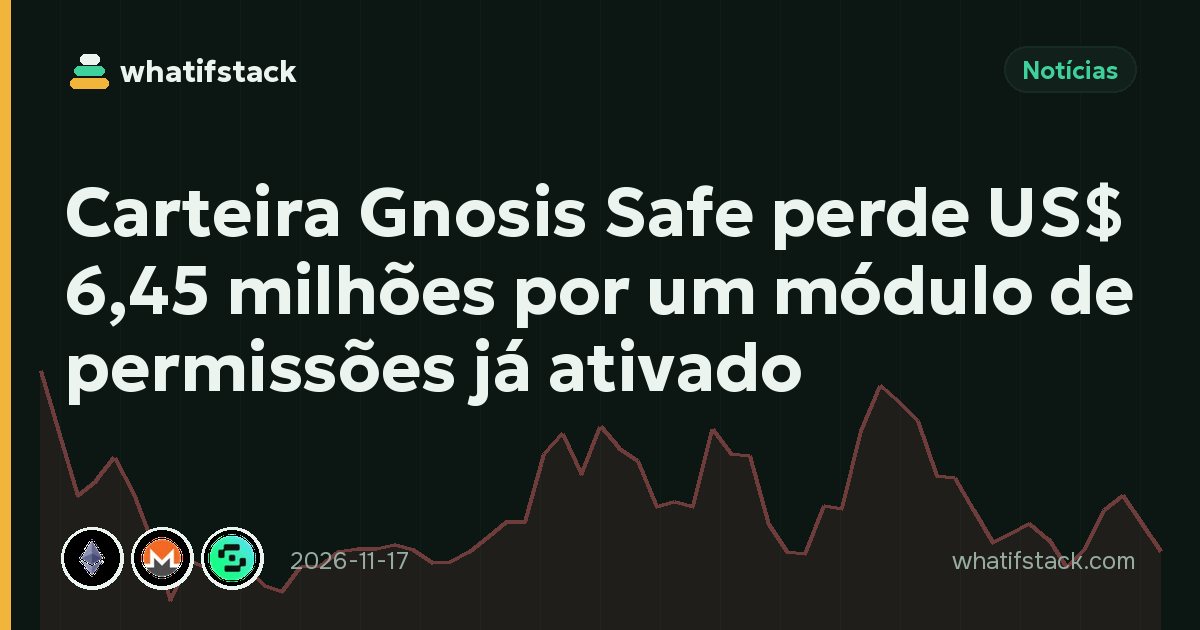 whatifstack
Notícias
Carteira Gnosis Safe perde US$
6,45 milhões por um módulo de
permissões já ativado
2026-11-17
whatifstack.com